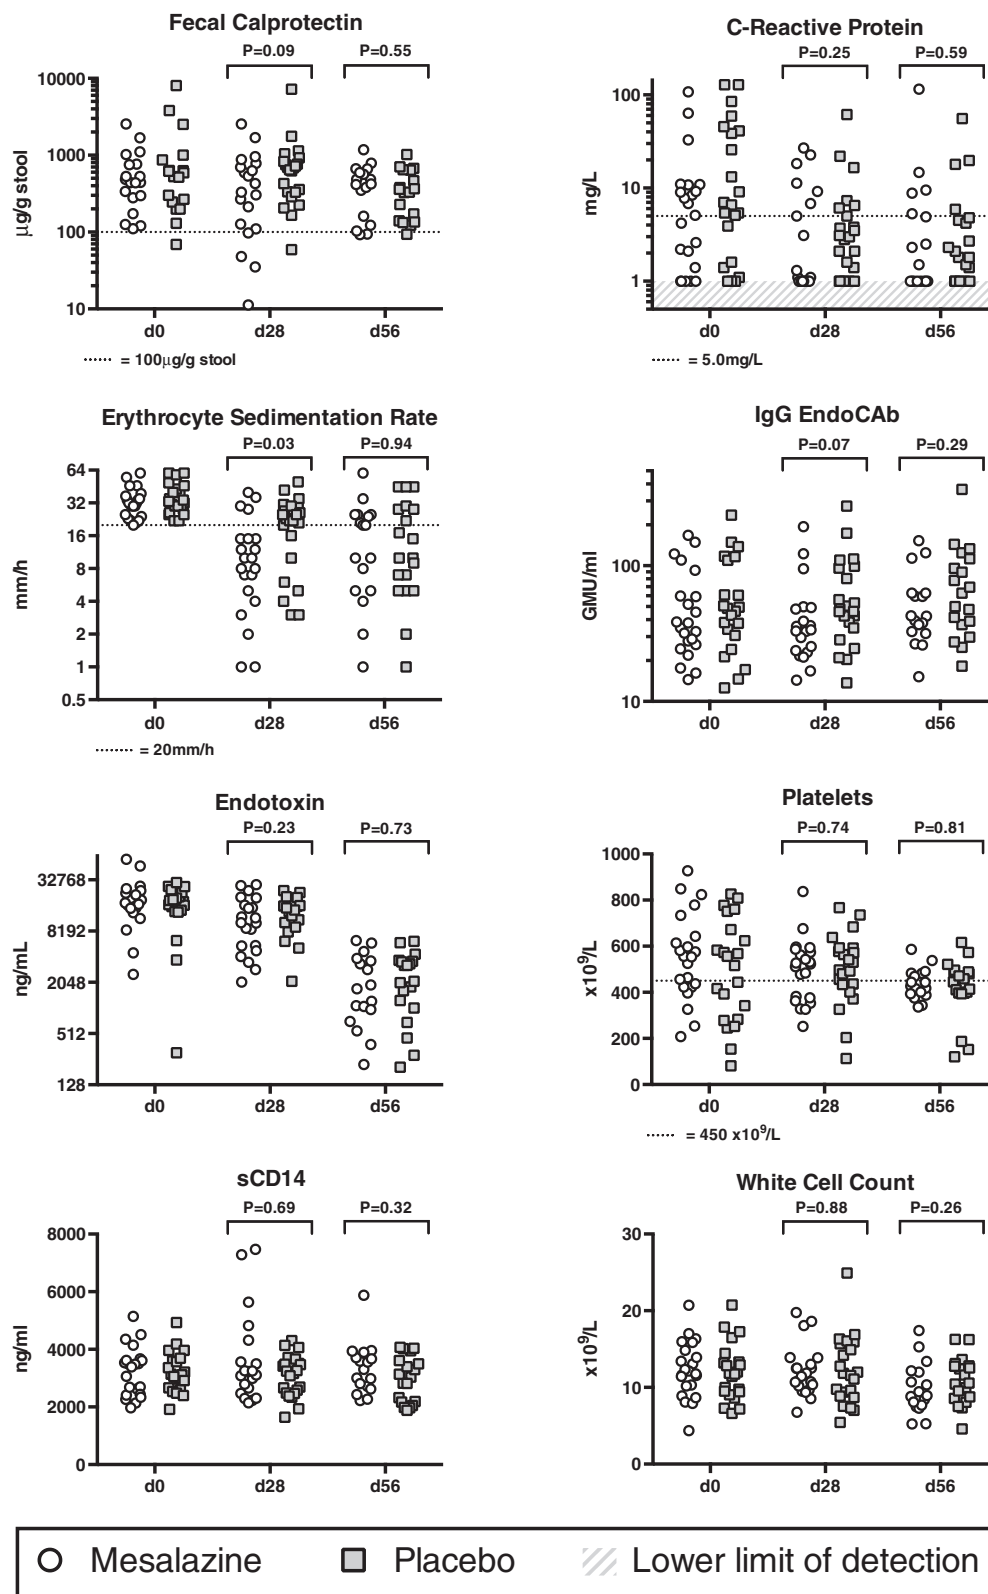 Fecal Calprotectin
P=0.09
P=0.55
10000
1000
100
10
μg/g stool
d0
d28
d56
= 100μg/g stool
C-Reactive Protein
P=0.25
P=0.59
100
10
1
mg/L
d0
d28
d56
= 5.0mg/L
Erythrocyte Sedimentation Rate
P=0.03
P=0.94
64
32
16
8
4
2
1
0.5
mm/h
d0
d28
d56
= 20mm/h
IgG EndoCAb
P=0.07
P=0.29
100
10
GMU/ml
d0
d28
d56
Endotoxin
P=0.23
P=0.73
32768
8192
2048
512
128
ng/mL
d0
d28
d56
Platelets
P=0.74
P=0.81
1000
800
600
400
200
0
x10⁹/L
d0
d28
d56
= 450 x10⁹/L
sCD14
P=0.69
P=0.32
8000
6000
4000
2000
0
ng/ml
d0
d28
d56
White Cell Count
P=0.88
P=0.26
30
20
10
0
x10⁹/L
d0
d28
d56
Mesalazine
Placebo
Lower limit of detection